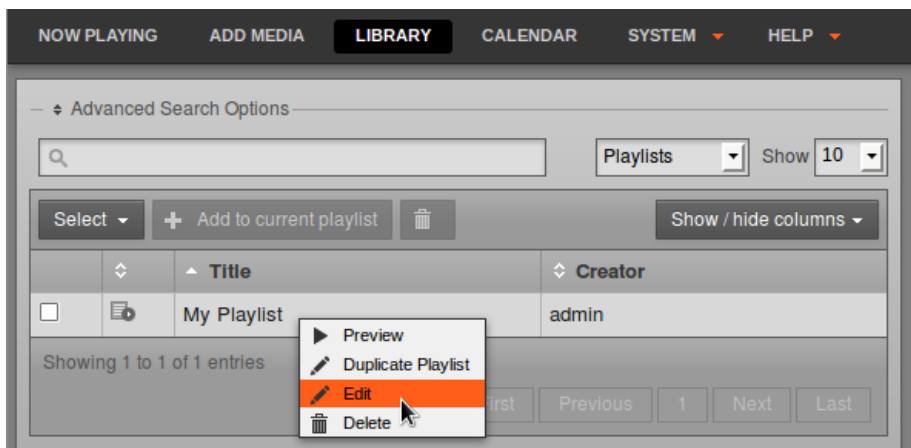 NOW PLAYING ADD MEDIA LIBRARY CALENDAR SYSTEM HELP
Advanced Search Options
Playlists Show 10
Select + Add to current playlist Show / hide columns
Title Creator
My Playlist admin
Preview
Showing 1 to 1 of 1 entries
Duplicate Playlist
Edit
Previous 1 Next Last
Delete